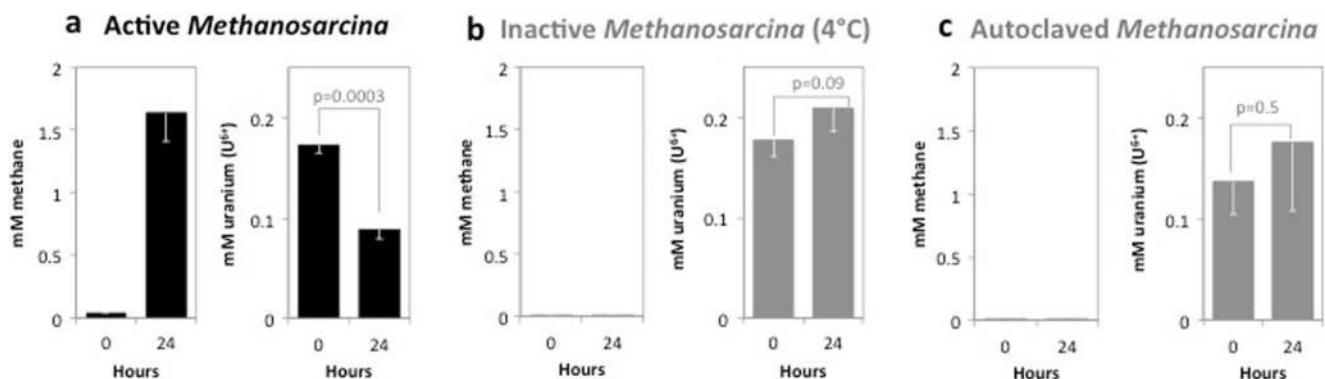 a Active Methanosarcina
b Inactive Methanosarcina (4°C)
c Autoclaved Methanosarcina
mM methane
2
1.5
1
0.5
0
0 24
Hours
mM uranium (U⁶⁺)
0.2
0.1
0
p=0.0003
0 24
Hours
mM methane
2
1.5
1
0.5
0
0 24
Hours
mM uranium (U⁶⁺)
0.2
0.1
0
p=0.09
0 24
Hours
mM methane
2
1.5
1
0.5
0
0 24
Hours
mM uranium (U⁶⁺)
0.2
0.1
0
p=0.5
0 24
Hours